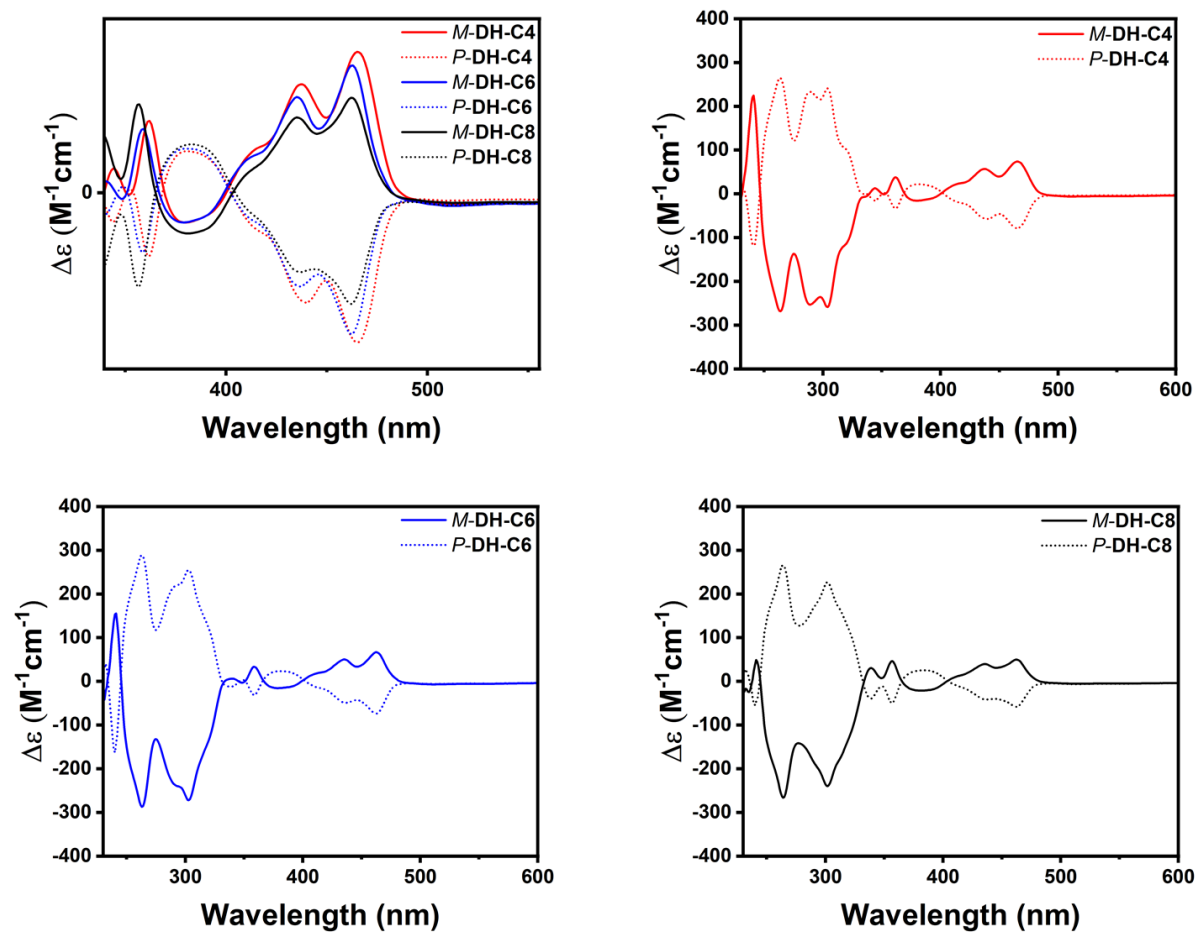 M-DH-C4
P-DH-C4
M-DH-C6
P-DH-C6
M-DH-C8
P-DH-C8
0
Δε (M⁻¹cm⁻¹)
400
500
Wavelength (nm)
M-DH-C4
P-DH-C4
400
300
200
100
0
-100
-200
-300
-400
Δε (M⁻¹cm⁻¹)
300
400
500
600
Wavelength (nm)
M-DH-C6
P-DH-C6
400
300
200
100
0
-100
-200
-300
-400
Δε (M⁻¹cm⁻¹)
300
400
500
600
Wavelength (nm)
M-DH-C8
P-DH-C8
400
300
200
100
0
-100
-200
-300
-400
Δε (M⁻¹cm⁻¹)
300
400
500
600
Wavelength (nm)